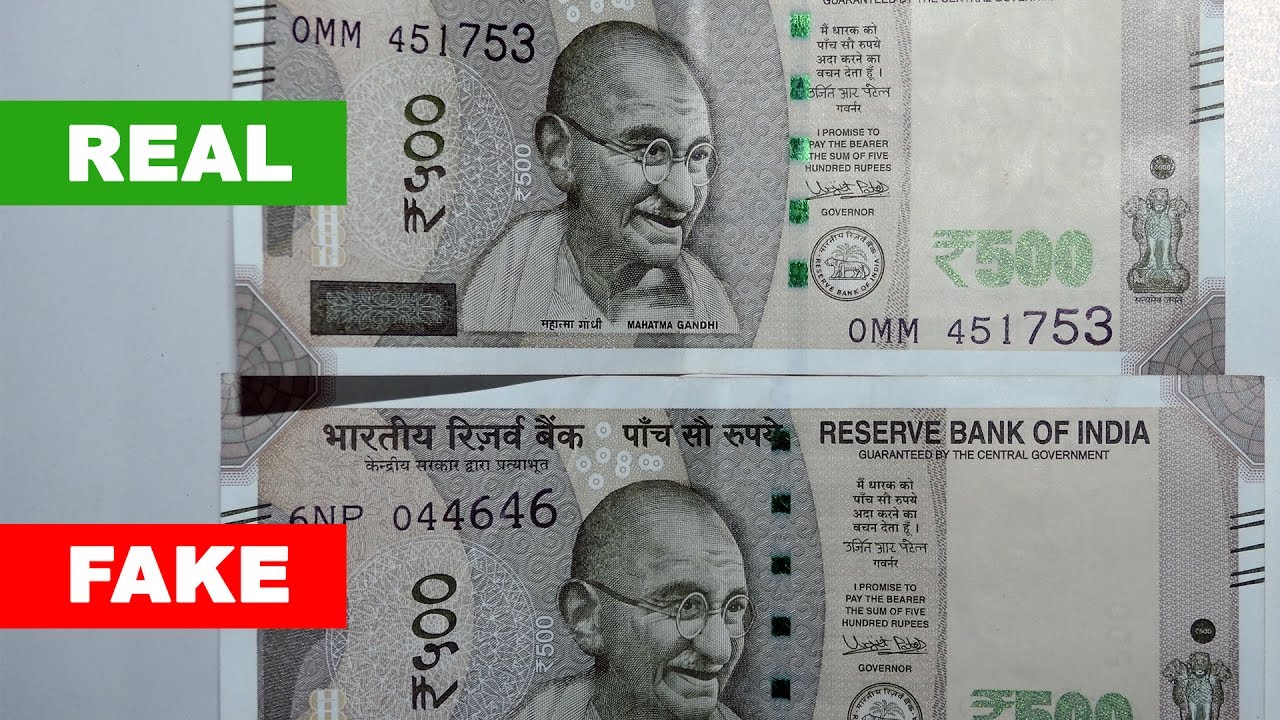 GUARANTEED BY THE CENTRAL GOVERNMENT
0MM 451753
मैं धारक को
पाँच सौ रुपये
अदा करने का
वचन देता हूँ ।
उर्जित आर पटेल
गवर्नर
₹५००
₹500
I PROMISE TO
PAY THE BEARER
THE SUM OF FIVE
HUNDRED RUPEES
GOVERNOR
भारतीय रिज़र्व बैंक
RESERVE BANK OF INDIA
₹500
सत्यमेव जयते
महात्मा गांधी MAHATMA GANDHI
0MM 451753
REAL
भारतीय रिज़र्व बैंक पाँच सौ रुपये
RESERVE BANK OF INDIA
केन्द्रीय सरकार द्वारा प्रत्याभूत
GUARANTEED BY THE CENTRAL GOVERNMENT
6NP 044646
मैं धारक को
पाँच सौ रुपये
अदा करने का
वचन देता हूँ ।
उर्जित आर पटेल
गवर्नर
₹५००
₹500
I PROMISE TO
PAY THE BEARER
THE SUM OF FIVE
HUNDRED RUPEES
GOVERNOR
₹500
₹500
FAKE